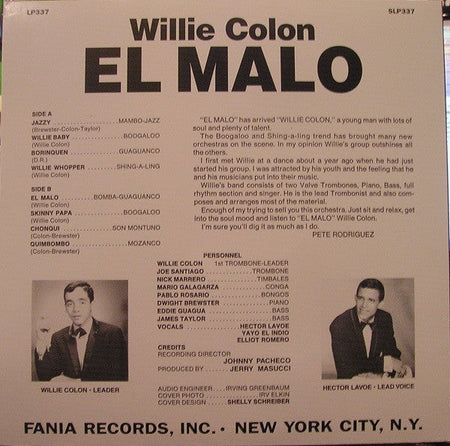 LP337
SLP337
Willie Colon
EL MALO
SIDE A
JAZZY ..................MAMBO-JAZZ
(Brewster-Colon-Taylor)
WILLIE BABY ............BOOGALOO
(Willie Colon)
BORINQUEN ...........GUAGUANCO
(D.R.)
WILLIE WHOPPER .......SHING-A-LING
(Willie Colon)
SIDE B
EL MALO .........BOMBA-GUAGUANCO
(Willie Colon)
SKINNY PAPA ............BOOGALOO
(Willie Colon)
CHONQUI .............SON MONTUNO
(Colon-Brewster)
QUIMBOMBO ..............MOZANCO
(Colon-Brewster)
"EL MALO" has arrived "WILLIE COLON," a young man with lots of
soul and plenty of talent.
The Boogaloo and Shing-a-ling trend has brought many new
orchestras on the scene. In my opinion Willie's group outshines all
the others.
I first met Willie at a dance about a year ago when he had just
started his group. I was attracted by his youth and the feeling that he
and his musicians put into their music.
Willie's band consists of two Valve Trombones, Piano, Bass, full
rhythm section and singer. He is the lead Trombonist and also com-
poses and arranges most of the material.
Enough of my trying to sell you this orchestra. Just sit and relax, get
into the soul mood and listen to "EL MALO" Willie Colon.
I'm sure you'll dig it as much as I do.
PETE RODRIGUEZ
PERSONNEL
WILLIE COLON 1st TROMBONE-LEADER
JOE SANTIAGO ..............TROMBONE
NICK MARRERO ..............TIMBALES
MARIO GALAGARZA ..............CONGA
PABLO ROSARIO ..............BONGOS
DWIGHT BREWSTER ..............PIANO
EDDIE GUAGUA ..............BASS
JAMES TAYLOR ..............BASS
VOCALS ..............HECTOR LAVOE
YAYO EL INDIO
ELLIOT ROMERO
CREDITS
RECORDING DIRECTOR
JOHNNY PACHECO
PRODUCED BY ........JERRY MASUCCI
AUDIO ENGINEER....IRVING GREENBAUM
COVER PHOTO ..............IRV ELKIN
COVER DESIGN .....SHELLY SCHREIBER
WILLIE COLON • LEADER
HECTOR LAVOE • LEAD VOICE
FANIA RECORDS, INC. • NEW YORK CITY, N.Y.